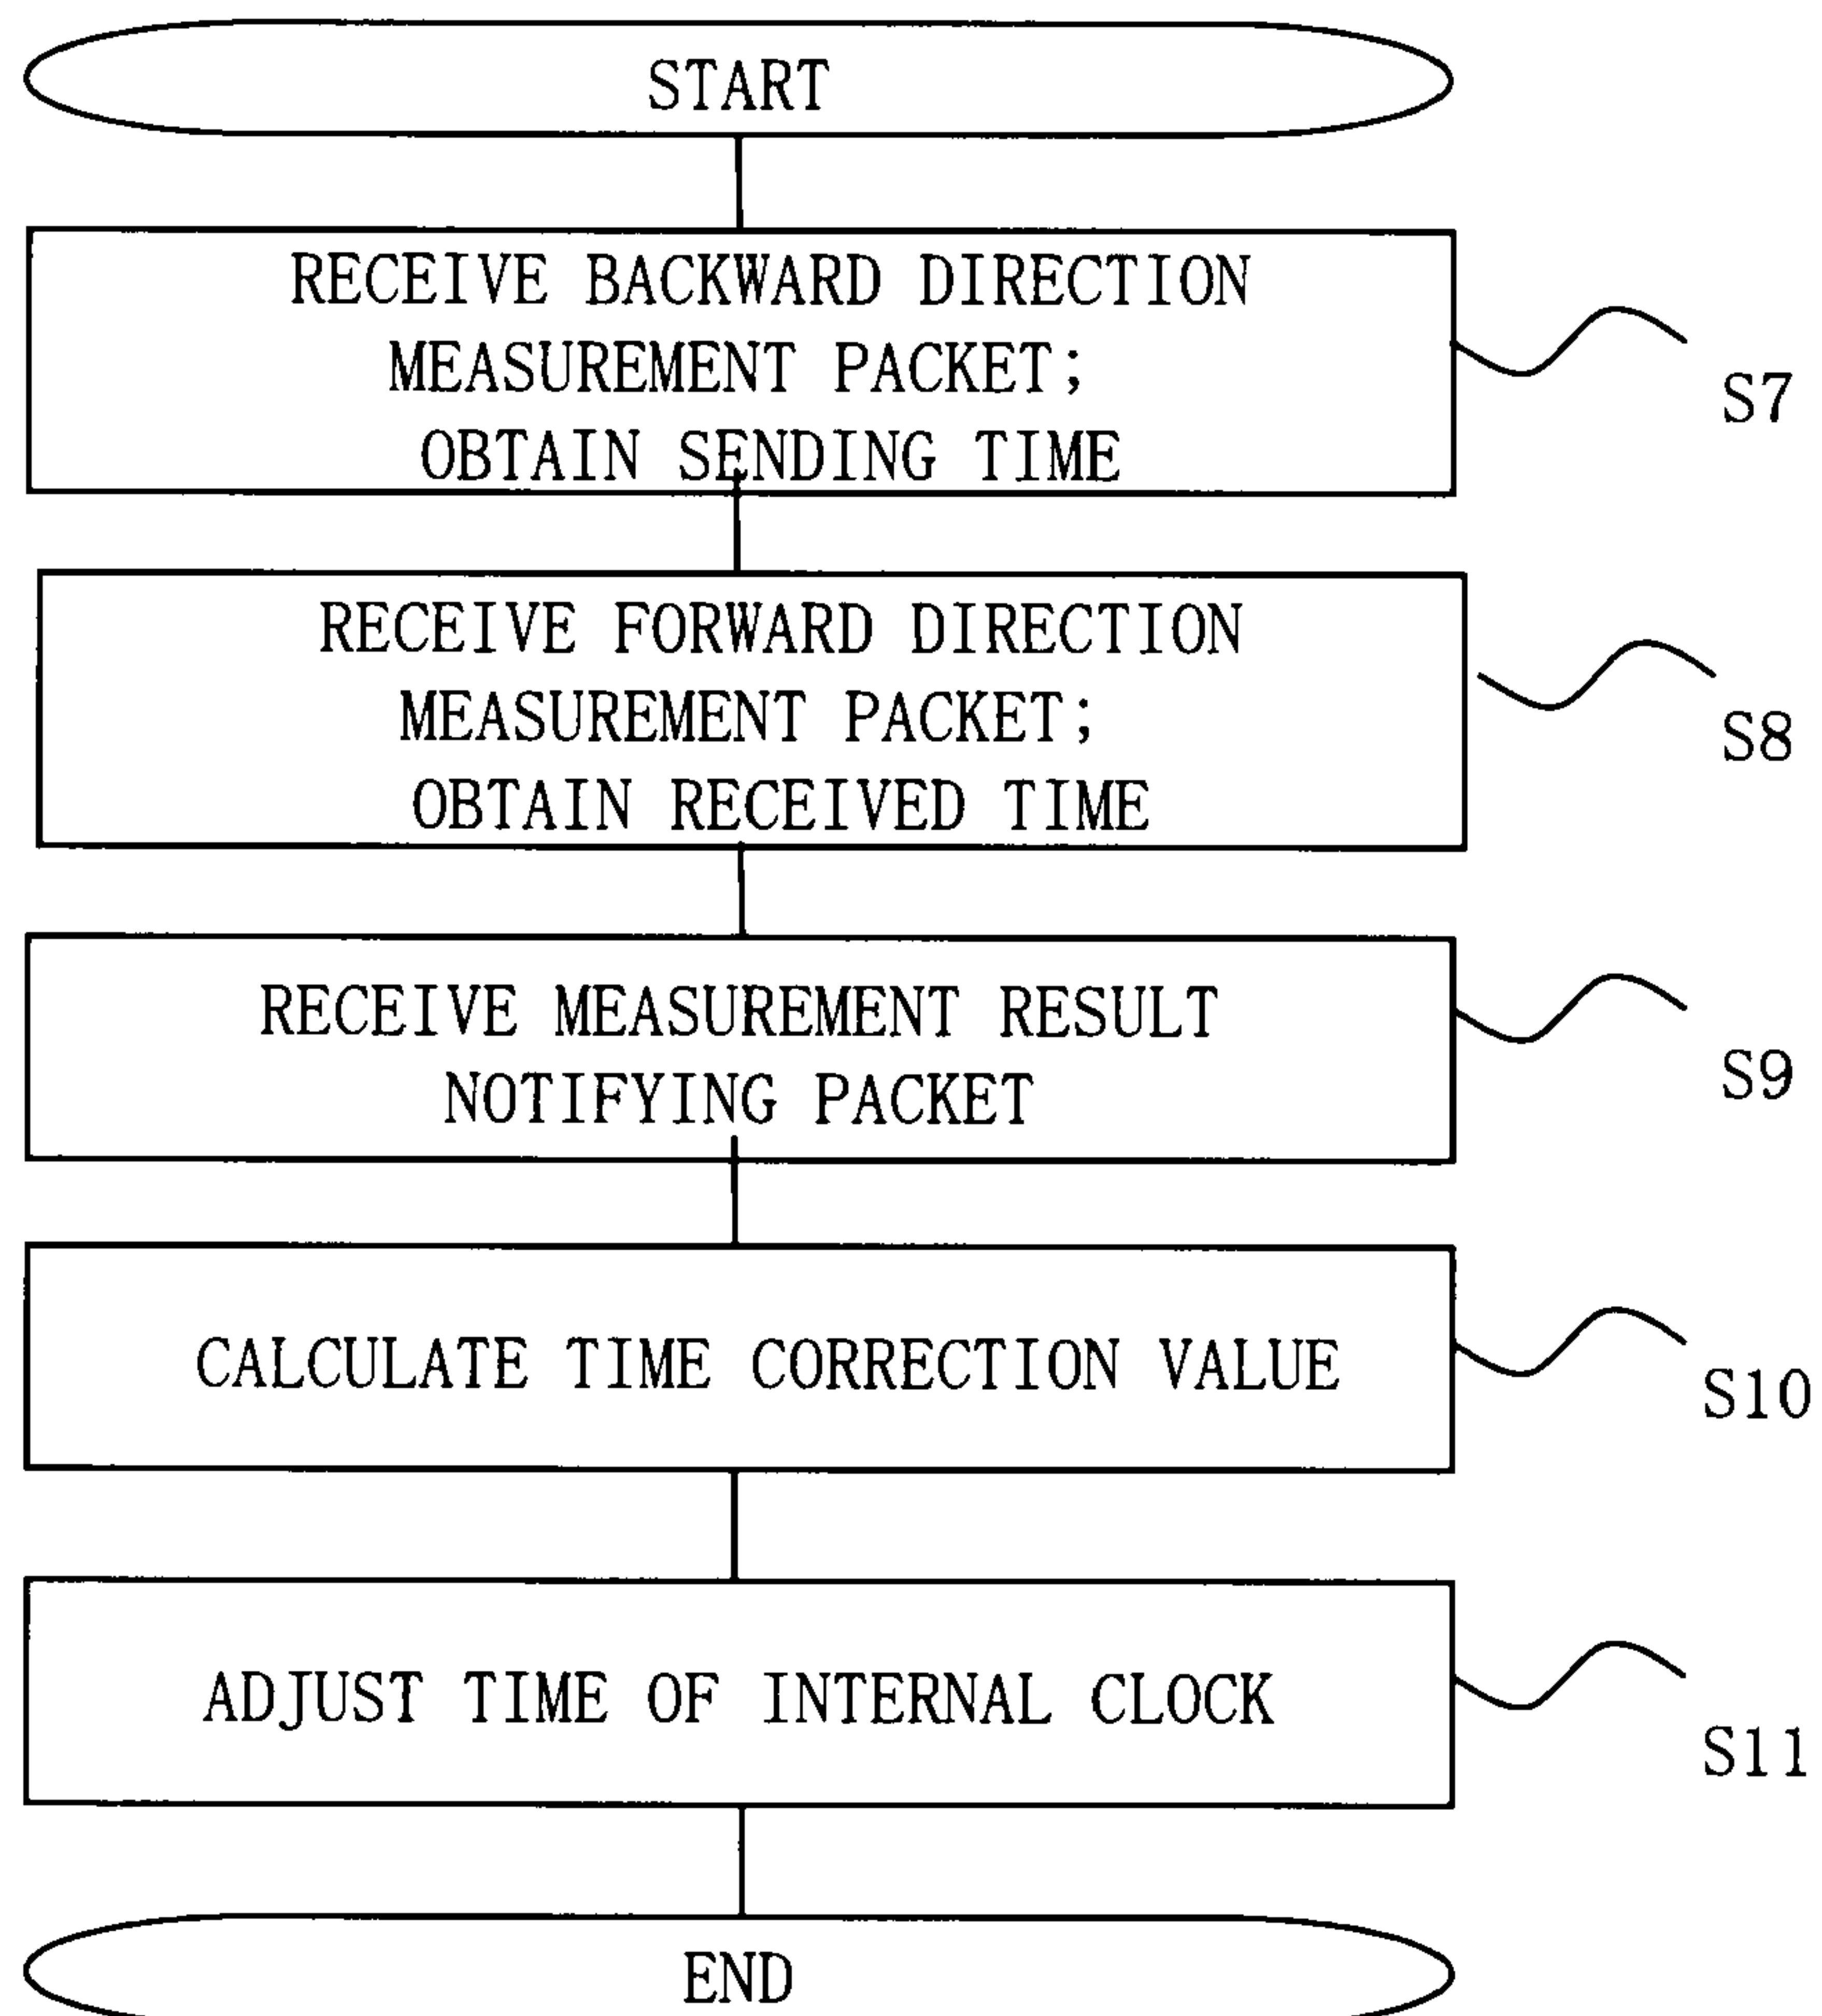 START
RECEIVE BACKWARD DIRECTION
MEASUREMENT PACKET;
OBTAIN SENDING TIME
S7
RECEIVE FORWARD DIRECTION
MEASUREMENT PACKET;
OBTAIN RECEIVED TIME
S8
RECEIVE MEASUREMENT RESULT
NOTIFYING PACKET
S9
CALCULATE TIME CORRECTION VALUE
S10
ADJUST TIME OF INTERNAL CLOCK
S11
END